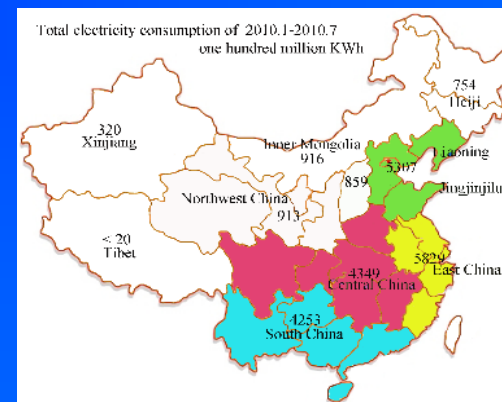 Total electricity consumption of 2010.1-2010.7
one hundred million KWh
754
Heiji
320
Xinjiang
Inner Mongolia
916
Liaoning
5307
859
Jingjinjilu
Northwest China
913
< 20
Tibet
5829
East China
4349
Central China
4253
South China